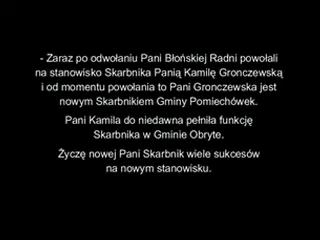 - Zaraz po odwołaniu Pani Błońskiej Radni powołali
na stanowisko Skarbnika Panią Kamilę Gronczewską
i od momentu powołania to Pani Gronczewska jest
nowym Skarbnikiem Gminy Pomiechówek.
Pani Kamila do niedawna pełniła funkcję
Skarbnika w Gminie Obryte.
Życzę nowej Pani Skarbnik wiele sukcesów
na nowym stanowisku.